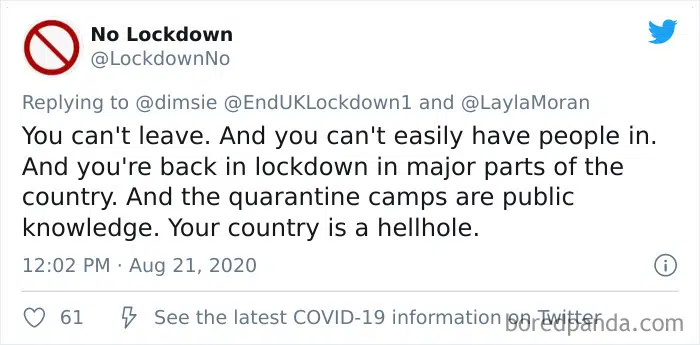 No Lockdown
@LockdownNo
Replying to @dimsie @EndUKLockdown1 and @LaylaMoran
You can't leave. And you can't easily have people in.
And you're back in lockdown in major parts of the
country. And the quarantine camps are public
knowledge. Your country is a hellhole.
12:02 PM · Aug 21, 2020
61 See the latest COVID-19 information on Twitter
boredpanda.com